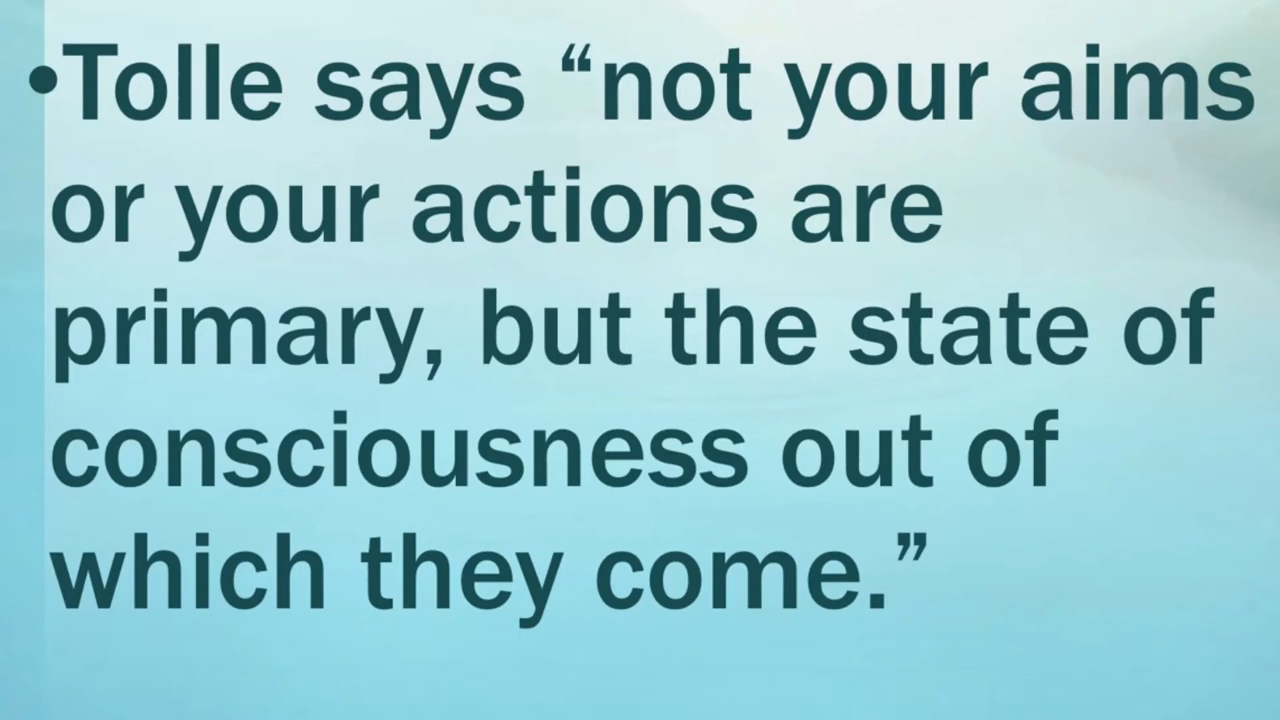 •Tolle says “not your aims
or your actions are
primary, but the state of
consciousness out of
which they come.”